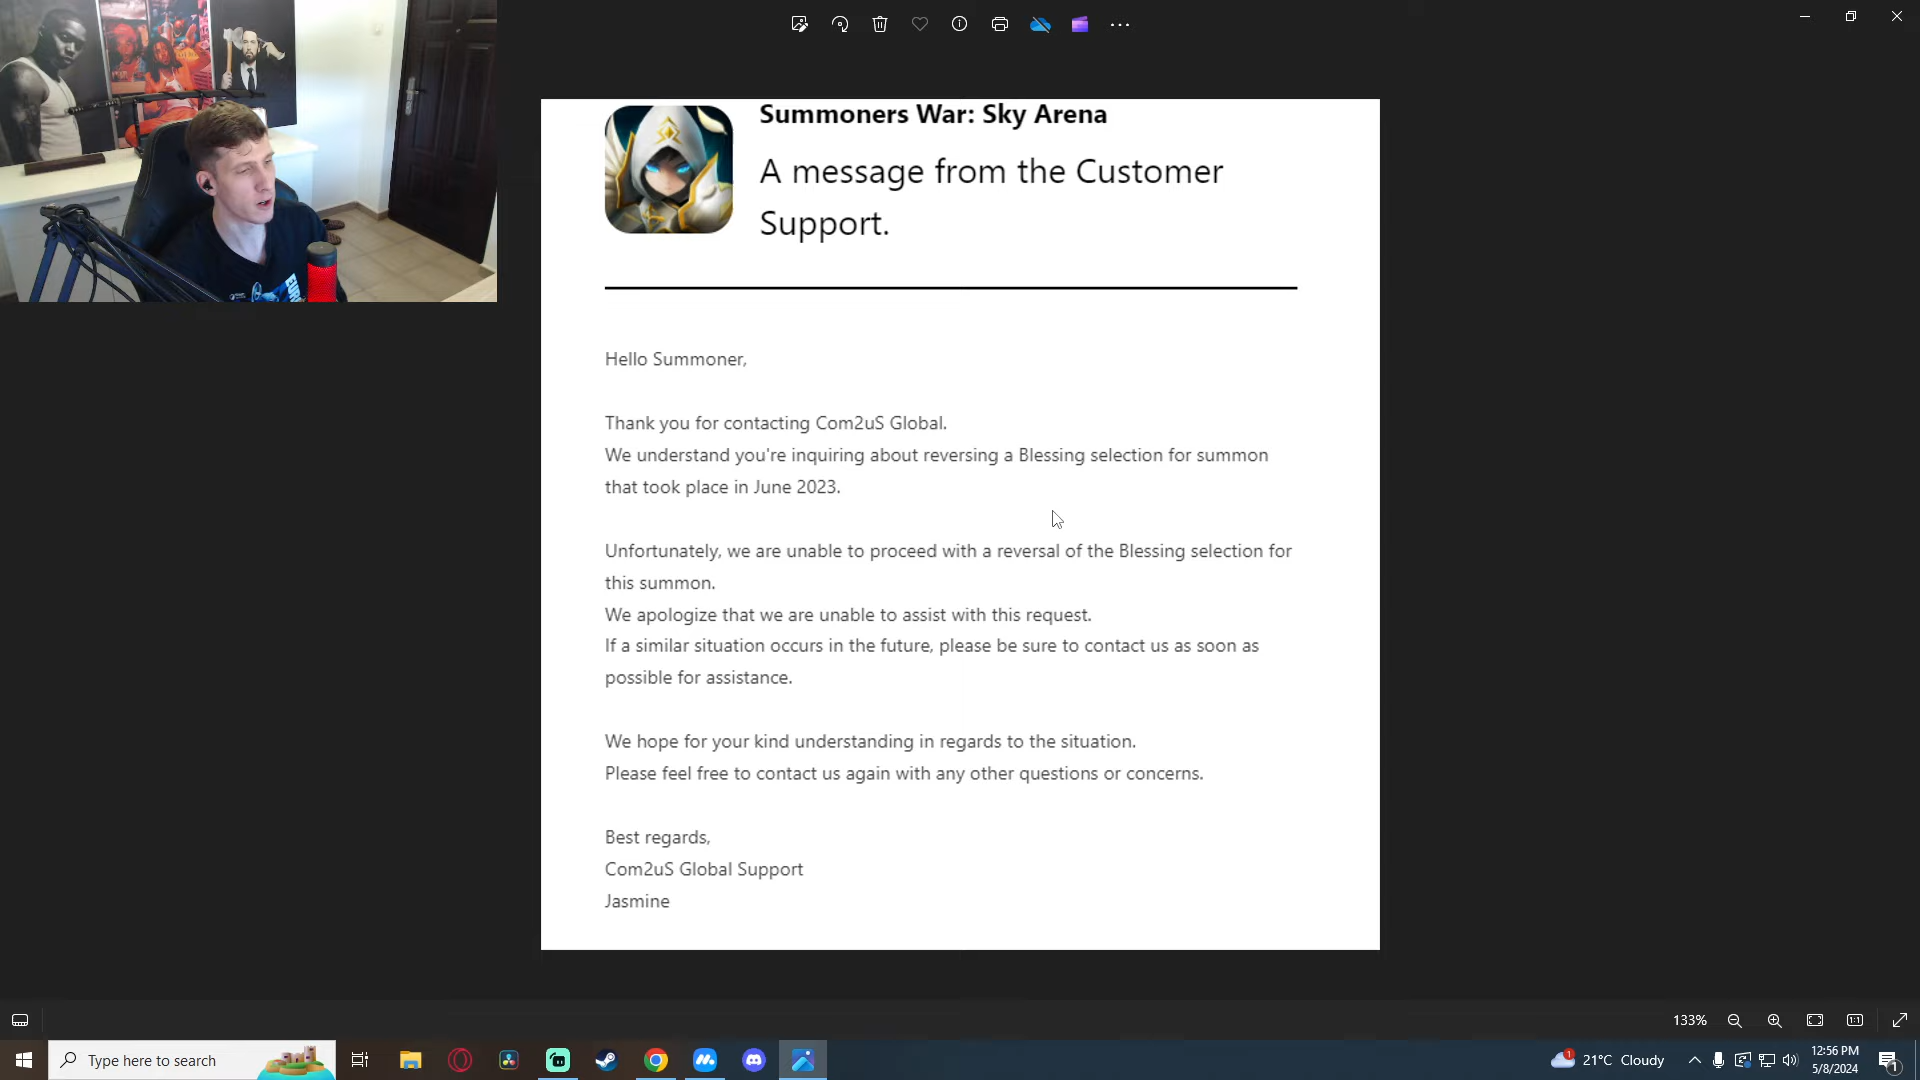 Summoners War: Sky Arena
A message from the Customer
Support.
Hello Summoner,
Thank you for contacting Com2uS Global.
We understand you're inquiring about reversing a Blessing selection for summon
that took place in June 2023.
Unfortunately, we are unable to proceed with a reversal of the Blessing selection for
this summon.
We apologize that we are unable to assist with this request.
If a similar situation occurs in the future, please be sure to contact us as soon as
possible for assistance.
We hope for your kind understanding in regards to the situation.
Please feel free to contact us again with any other questions or concerns.
Best regards,
Com2uS Global Support
Jasmine
133%
1:1
Type here to search
1
21°C Cloudy
12:56 PM
5/8/2024
1